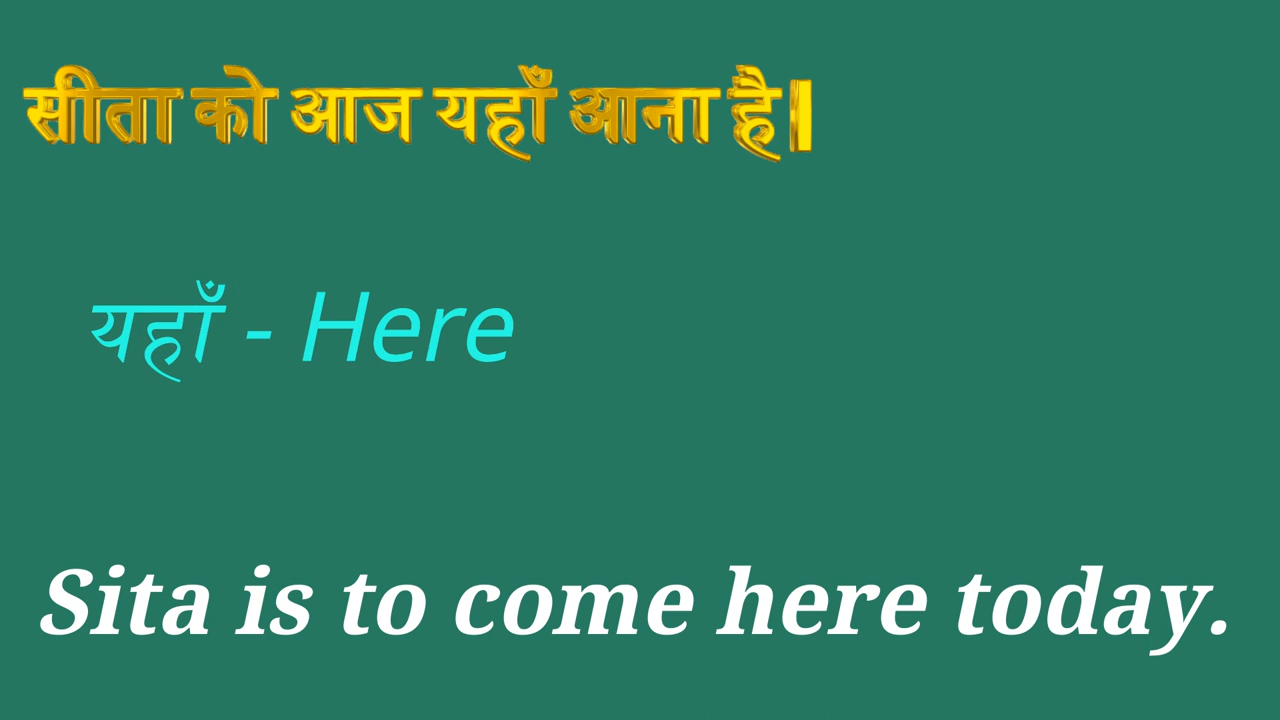 सीता को आज यहाँ आना है।
यहाँ - Here
Sita is to come here today.